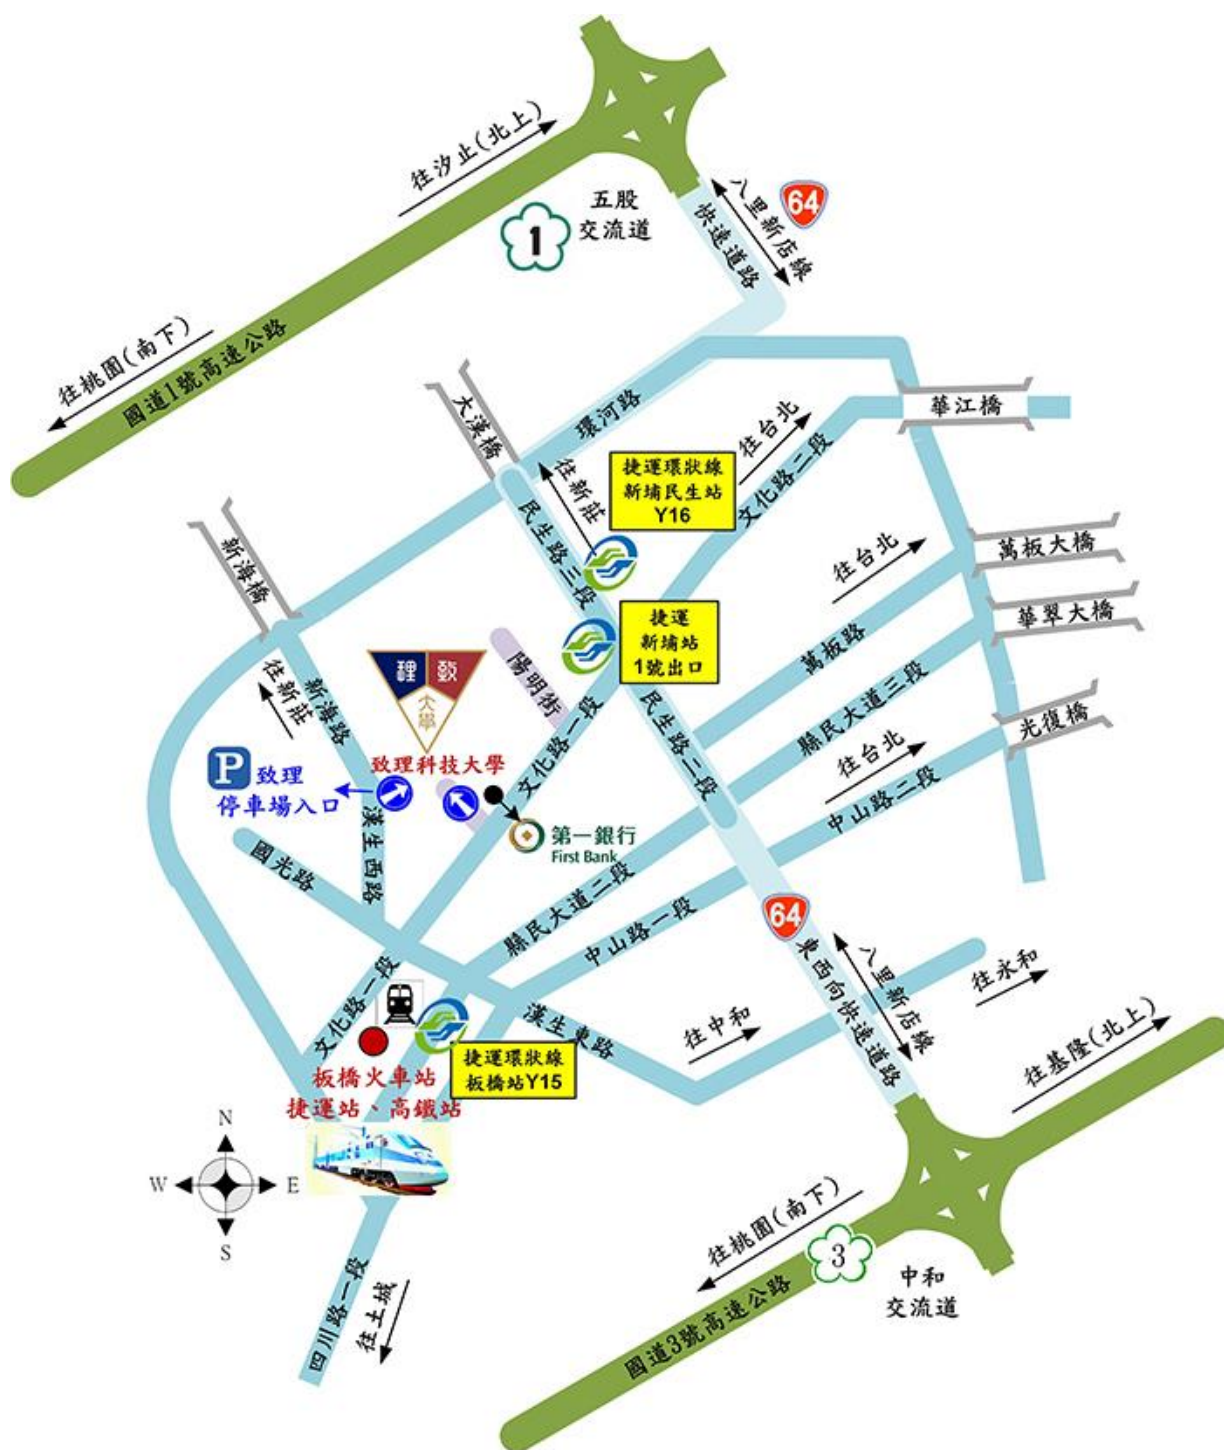 往汐止(北上)
64
八里新店線
快速道路
五股
交流道
1
往桃園(南下)
國道1號高速公路
大漢橋
環河路
華江橋
往台北
文化路二段
捷運環狀線
新埔民生站
Y16
往新莊
民生路三段
新海橋
往台北
萬板大橋
華翠大橋
捷運
新埔站
1號出口
萬板路
陽明街
理
致
大學
往新莊
新海路
縣民大道三段
光復橋
民生路二段
文化路一段
往台北
中山路二段
致理科技大學
P
致理
停車場入口
漢生西路
第一銀行
First Bank
國光路
縣民大道二段
中山路一段
64
東西向快速道路
八里新店線
往永和
文化路一段
漢生東路
往中和
捷運環狀線
板橋站Y15
板橋火車站
捷運站、高鐵站
往基隆(北上)
N
W
E
S
往桃園(南下)
3
中和
交流道
國道3號高速公路
四川路一段
往土城